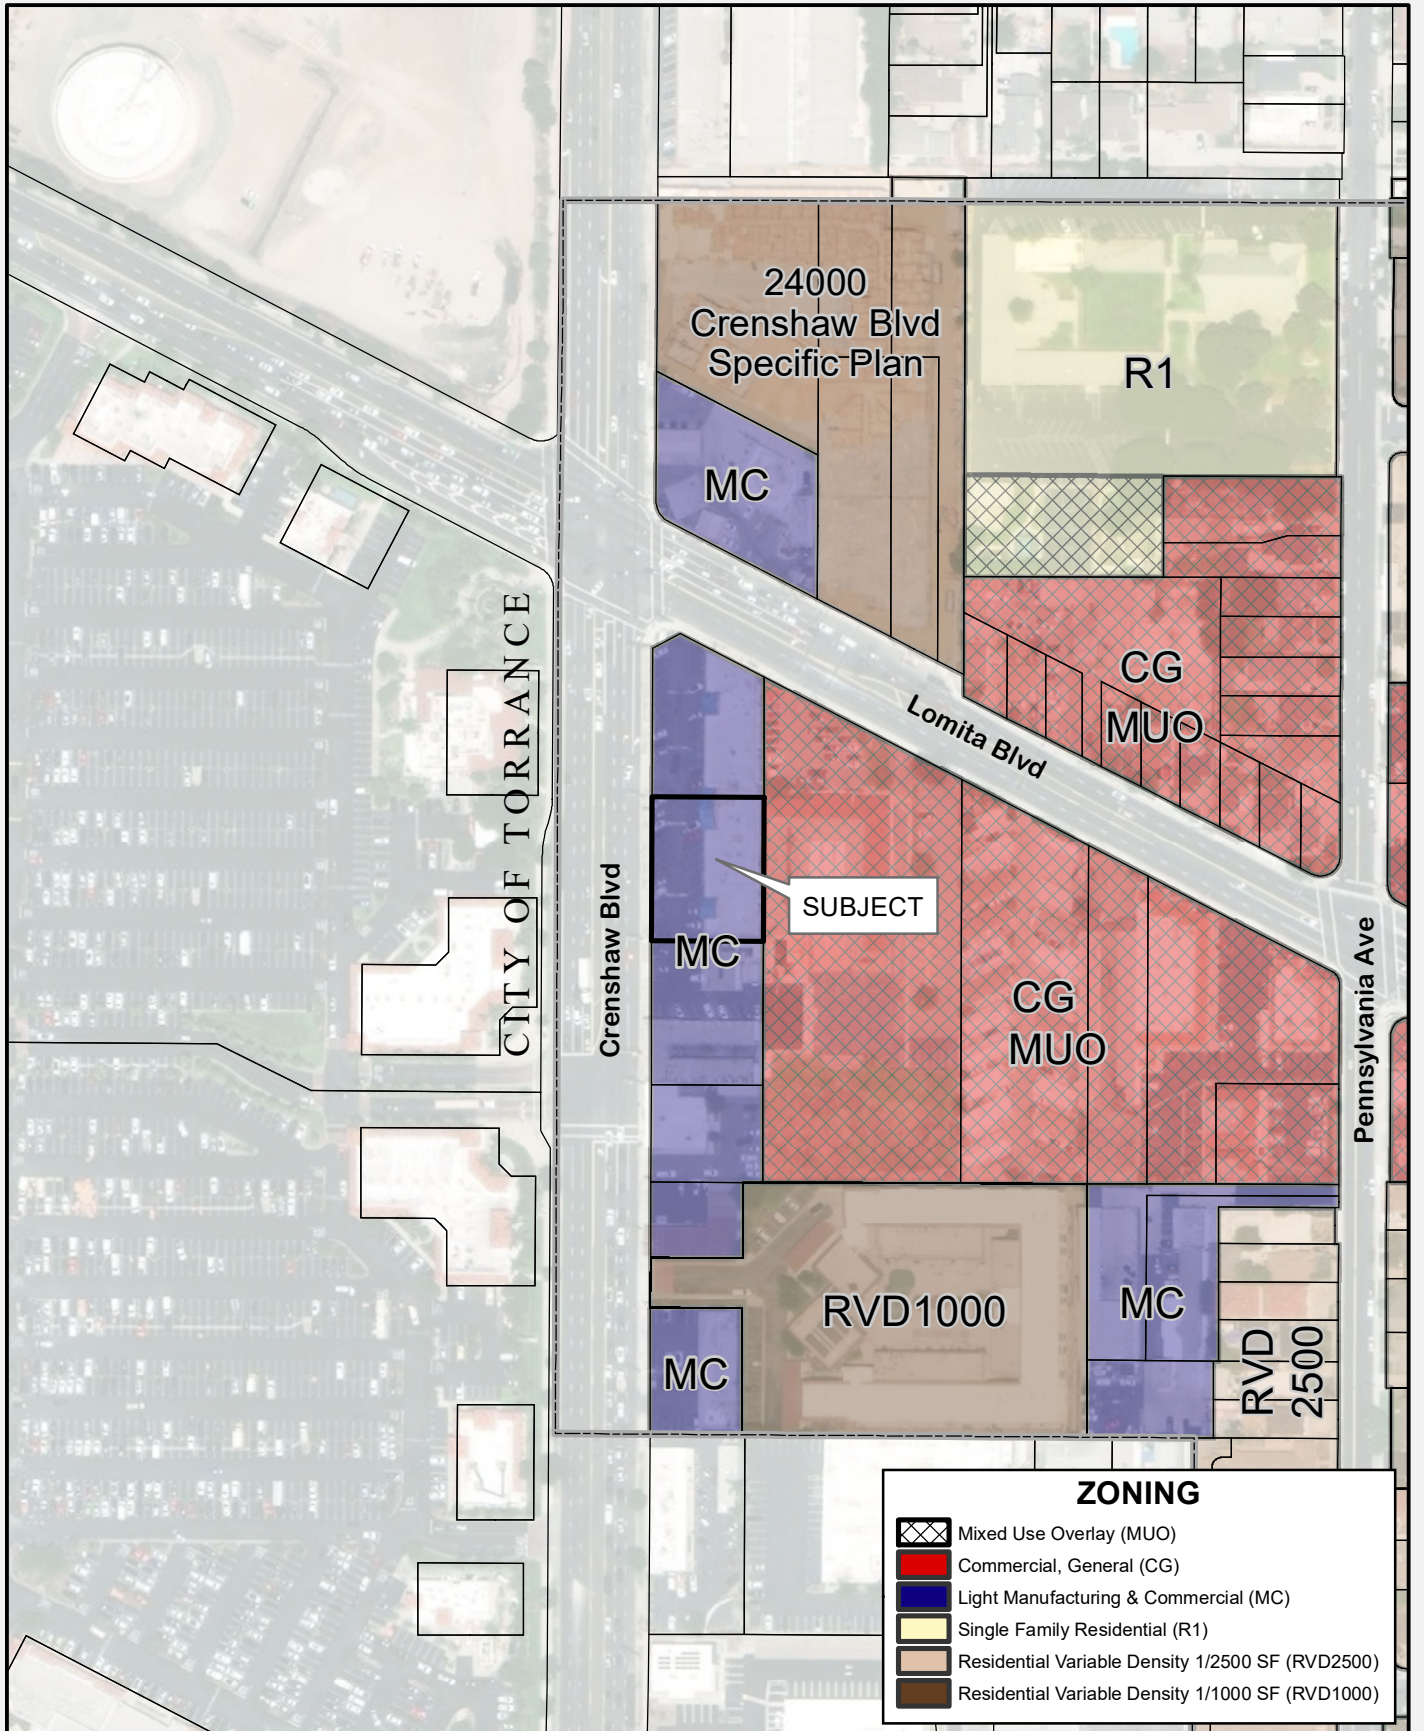 24000
Crenshaw Blvd
Specific Plan
R1
MC
CG
MUO
Lomita Blvd
CITY OF TORRANCE
Crenshaw Blvd
SUBJECT
MC
CG
MUO
Pennsylvania Ave
RVD1000
MC
MC
RVD
2500
ZONING
Mixed Use Overlay (MUO)
Commercial, General (CG)
Light Manufacturing & Commercial (MC)
Single Family Residential (R1)
Residential Variable Density 1/2500 SF (RVD2500)
Residential Variable Density 1/1000 SF (RVD1000)